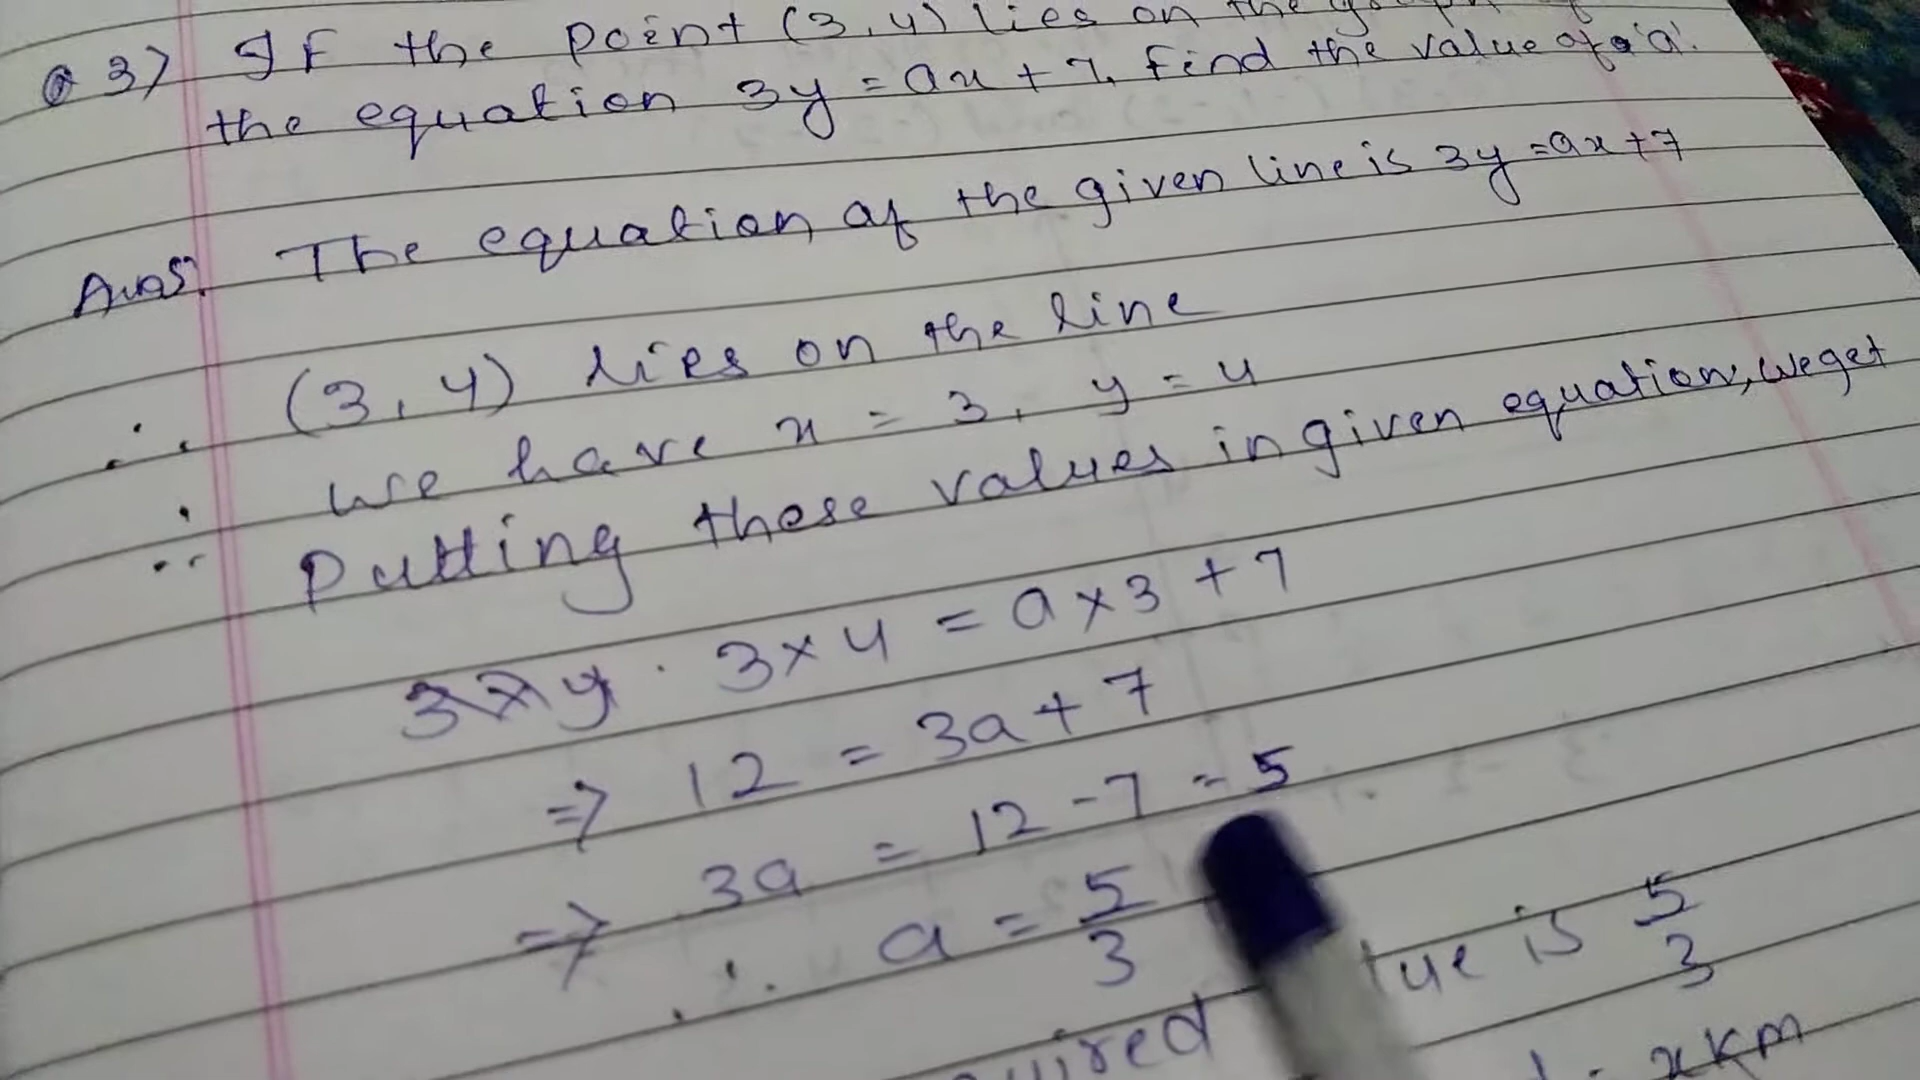 Q 3) If the point (3, 4) lies on the graph of
the equation 3y = ax + 7, find the value of 'a'.
Ans: The equation of the given line is 3y = ax + 7
(3, 4) lies on the line
∴ we have x = 3, y = 4
∴ Putting these values in given equation, we get
3 × 4 = a × 3 + 7
⇒ 12 = 3a + 7
⇒ 3a = 12 - 7 = 5
∴ a = 5/3
is 5/3
x km